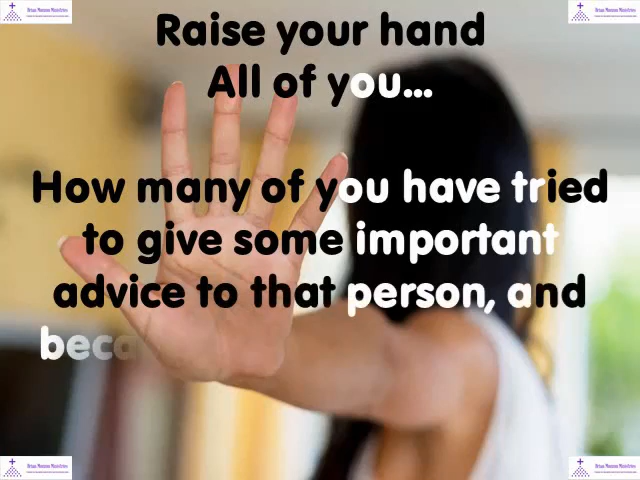 Raise your hand
All of you...
How many of you have tried
to give some important
advice to that person, and
beca